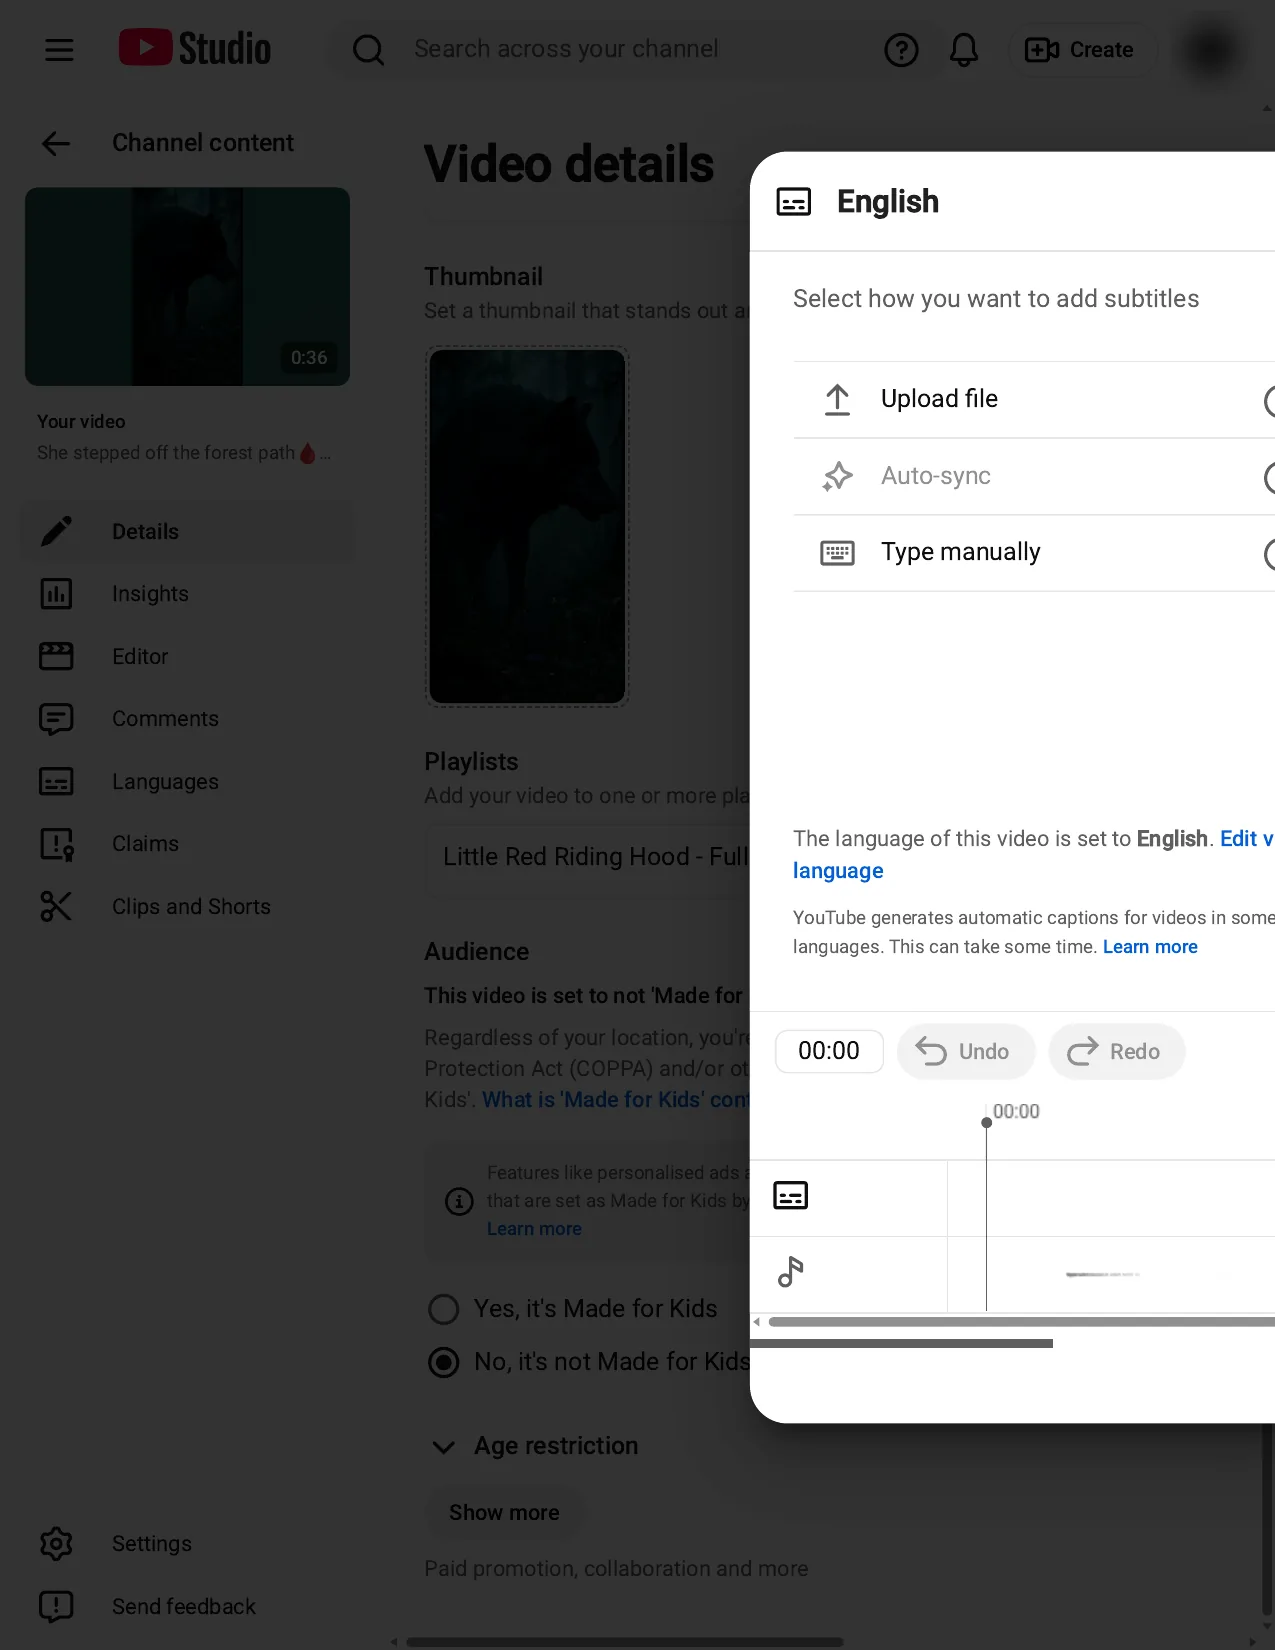 Studio
Search across your channel
Create
Channel content
0:36
Your video
She stepped off the forest path🩸...
Details
Insights
Editor
Comments
Languages
Claims
Clips and Shorts
Settings
Send feedback
Video details
Thumbnail
Set a thumbnail that stands out
Playlists
Add your video to one or more
Little Red Riding Hood - Full
Audience
This video is set to not 'Made for
Regardless of your location, you're
Protection Act (COPPA) and/or
Kids'. What is 'Made for Kids'
Features like personalised ads
that are set as Made for Kids by
Learn more
Yes, it's Made for Kids
No, it's not Made for Kids
Age restriction
Show more
Paid promotion, collaboration and more
English
Select how you want to add subtitles
Upload file
Auto-sync
Type manually
The language of this video is set to English. Edit
language
YouTube generates automatic captions for videos in some
languages. This can take some time. Learn more
00:00
Undo
Redo
00:00